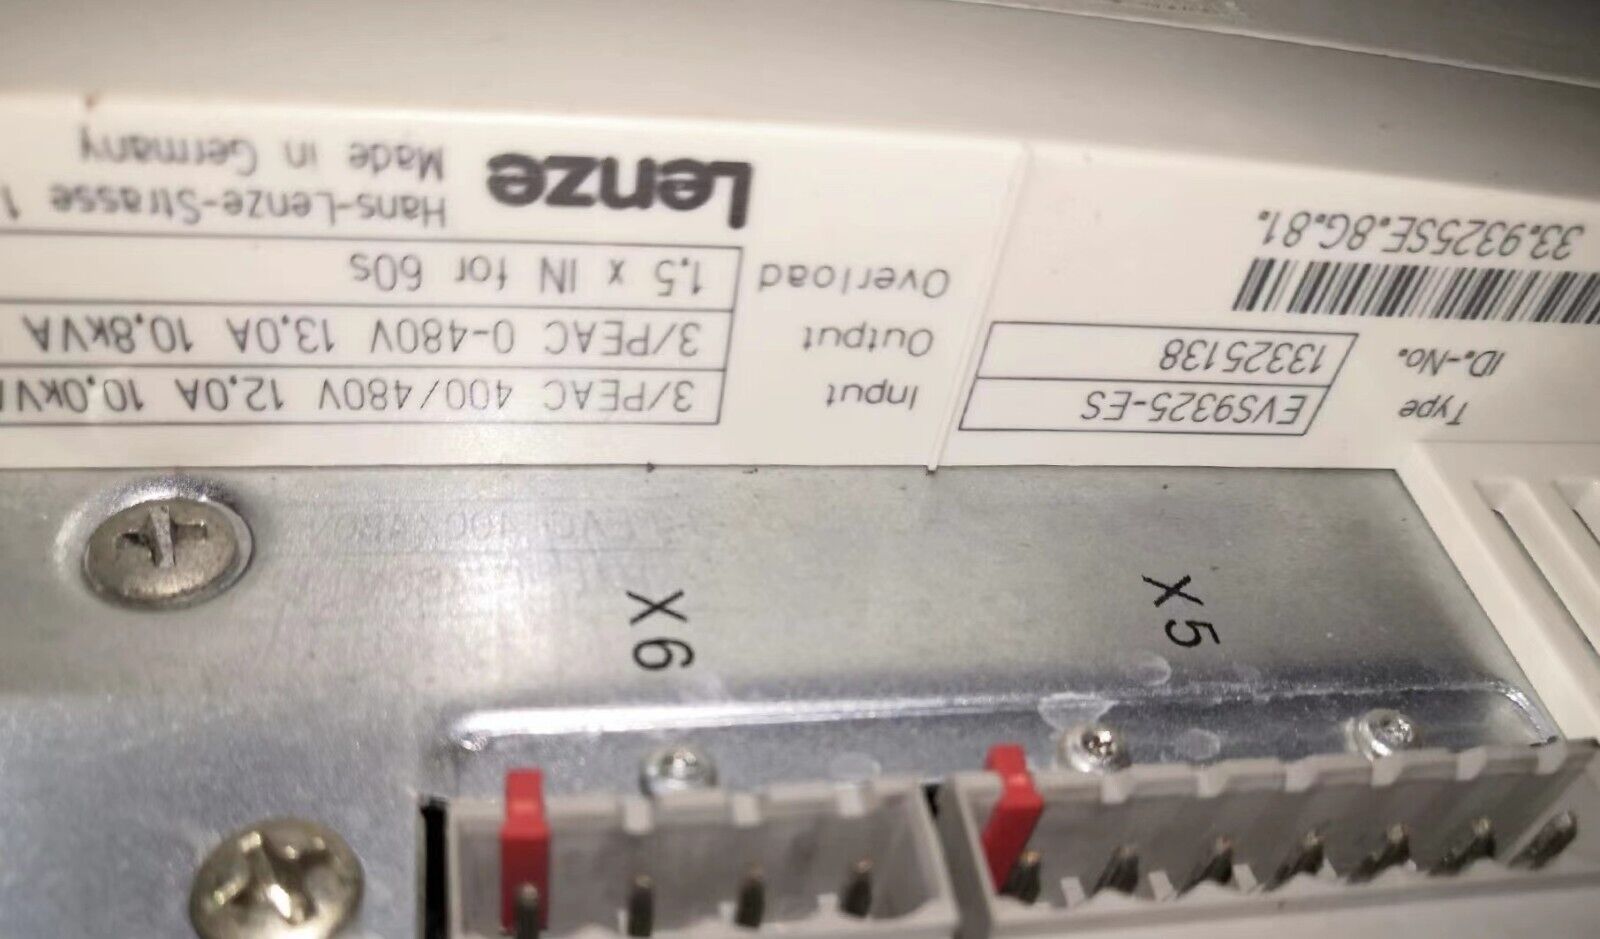 Type EVS9325-ES
ID.-No. 13325138
33.9325SE.8G.81.
Input 3/PEAC 400/480V 12.0A 10.0kVA
Output 3/PEAC 0-480V 13.0A 10.8kVA
Overload 1.5 x IN for 60s
Lenze
Hans-Lenze-Strasse 1
Made in Germany
X5
X6